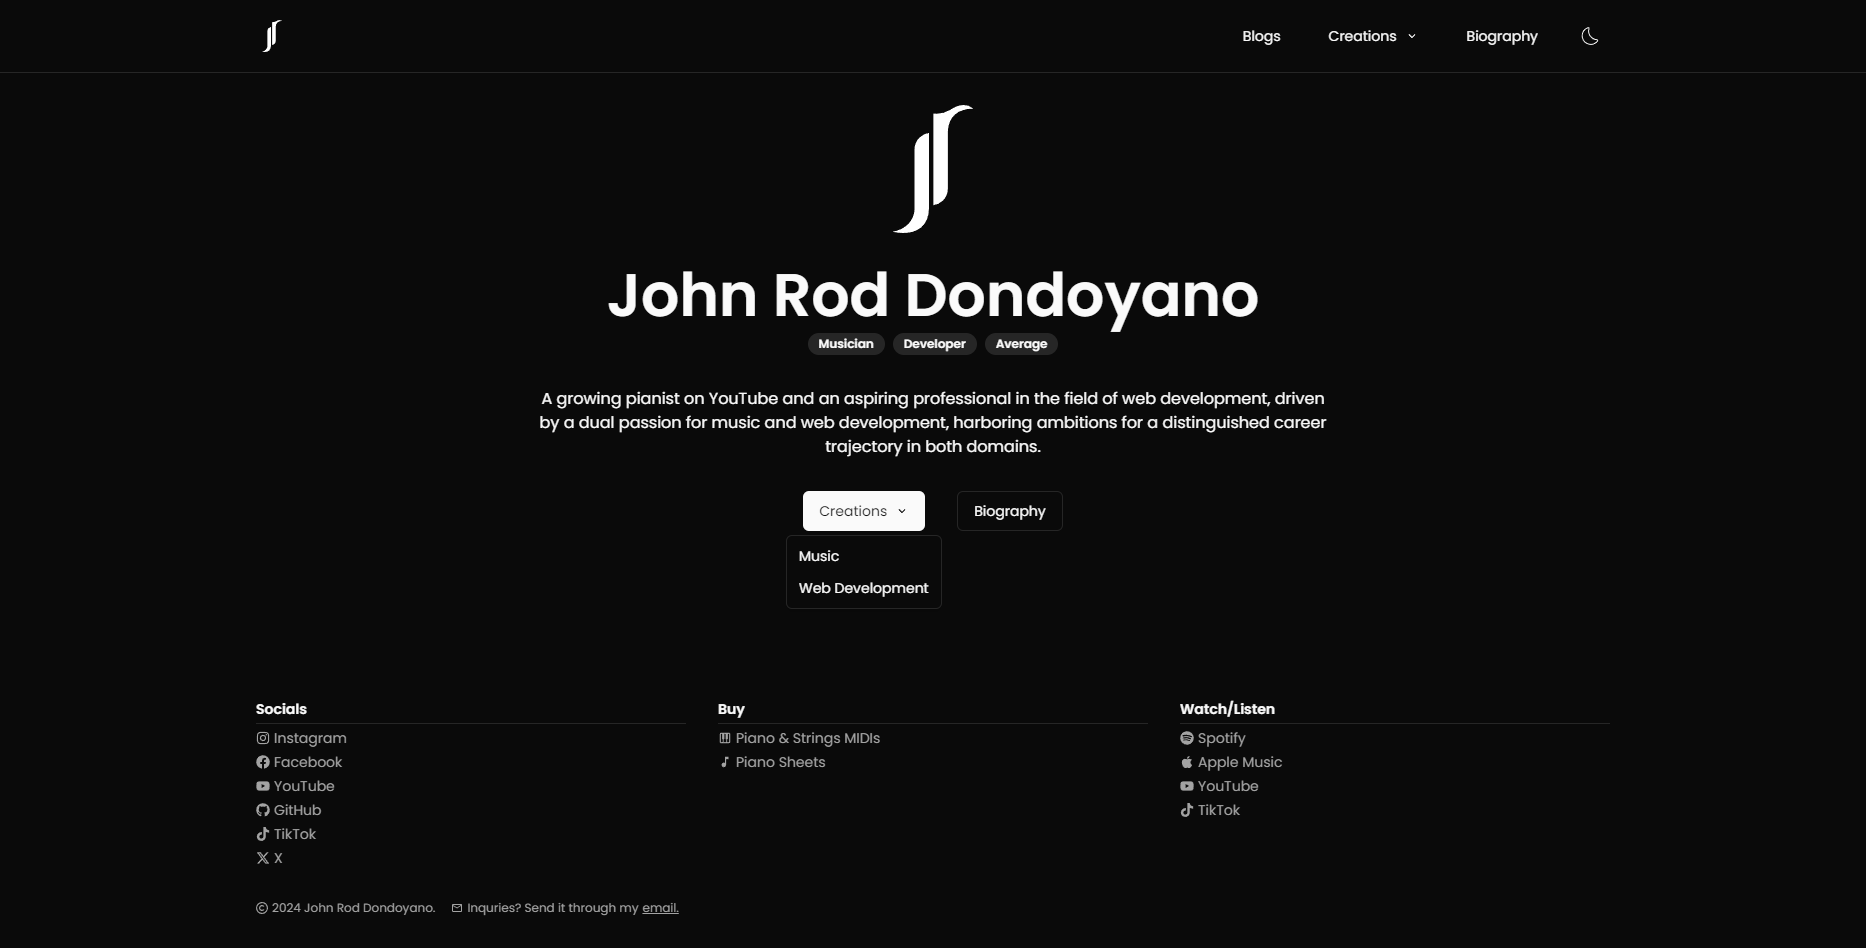 Blogs Creations Biography
John Rod Dondoyano
Musician Developer Average
A growing pianist on YouTube and an aspiring professional in the field of web development, driven
by a dual passion for music and web development, harboring ambitions for a distinguished career
trajectory in both domains.
Creations Biography
Music
Web Development
Socials
Instagram
Facebook
YouTube
GitHub
TikTok
X
Buy
Piano & Strings MIDIs
Piano Sheets
Watch/Listen
Spotify
Apple Music
YouTube
TikTok
© 2024 John Rod Dondoyano. Inquries? Send it through my email.